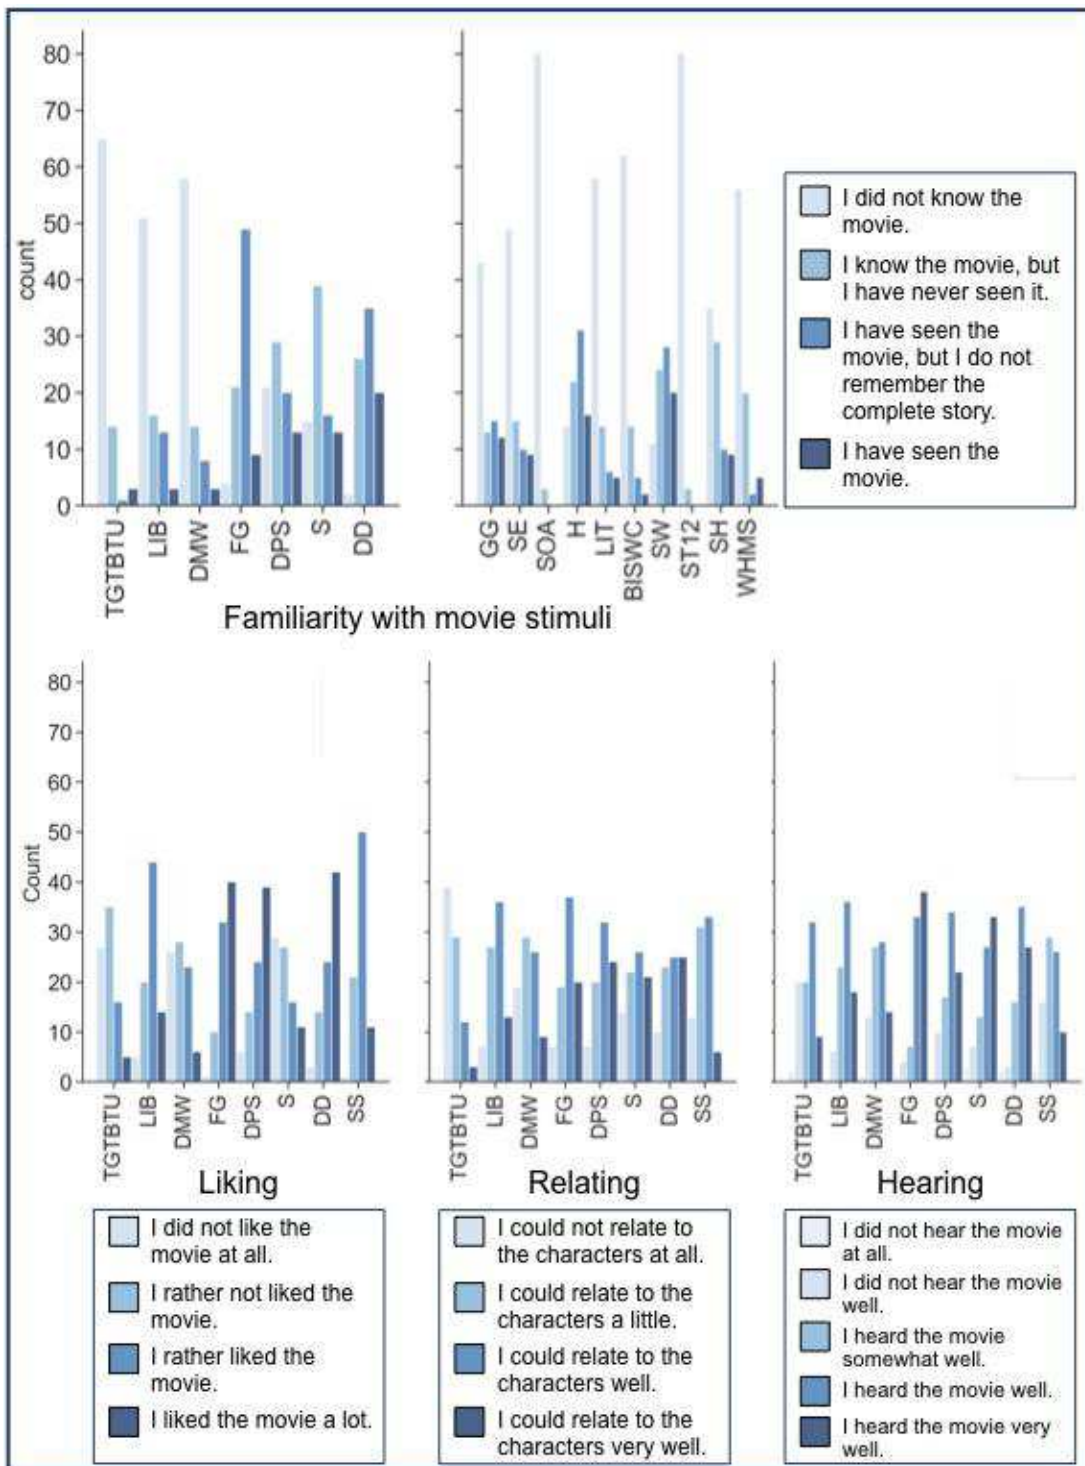 80
70
60
50
40
30
20
10
0
count
TGTBTU
LIB
DMW
FG
DPS
S
DD
GG
SE
SOA
H
LIT
BISWC
SW
ST12
SH
WHMS
I did not know the
movie.
I know the movie, but
I have never seen it.
I have seen the
movie, but I do not
remember the
complete story.
I have seen the
movie.
Familiarity with movie stimuli
80
70
60
50
40
30
20
10
0
Count
TGTBTU
LIB
DMW
FG
DPS
S
DD
SS
Liking
TGTBTU
LIB
DMW
FG
DPS
S
DD
SS
Relating
TGTBTU
LIB
DMW
FG
DPS
S
DD
SS
Hearing
I did not like the
movie at all.
I rather not liked the
movie.
I rather liked the
movie.
I liked the movie a lot.
I could not relate to
the characters at all.
I could relate to the
characters a little.
I could relate to the
characters well.
I could relate to the
characters very well.
I did not hear the movie
at all.
I did not hear the movie
well.
I heard the movie
somewhat well.
I heard the movie well.
I heard the movie very
well.